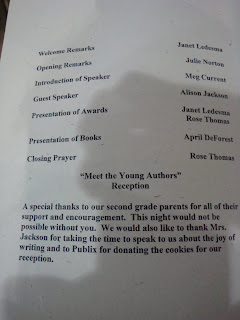 Welcome Remarks Janet Ledesma
Opening Remarks Julie Norton
Introduction of Speaker Meg Current
Guest Speaker Alison Jackson
Presentation of Awards Janet Ledesma
Rose Thomas
Presentation of Books April DeForest
Closing Prayer Rose Thomas
“Meet the Young Authors”
Reception
A special thanks to our second grade parents for all of their
support and encouragement. This night would not be
possible without you. We would also like to thank Mrs.
Jackson for taking the time to speak to us about the joy of
writing and to Publix for donating the cookies for our
reception.